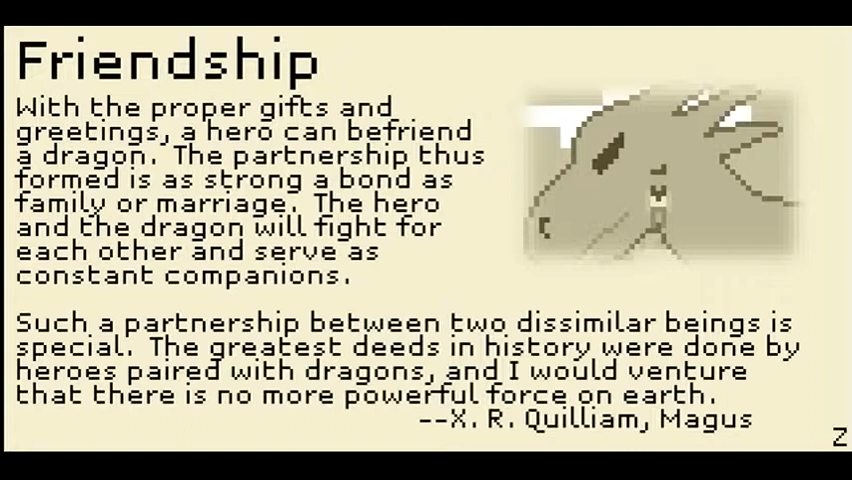 Friendship
With the proper gifts and
greetings, a hero can befriend
a dragon. The partnership thus
formed is as strong a bond as
family or marriage. The hero
and the dragon will fight for
each other and serve as
constant companions.
Such a partnership between two dissimilar beings is
special. The greatest deeds in history were done by
heroes paired with dragons, and I would venture
that there is no more powerful force on earth.
--X. R. Quilliam, Magus
Z